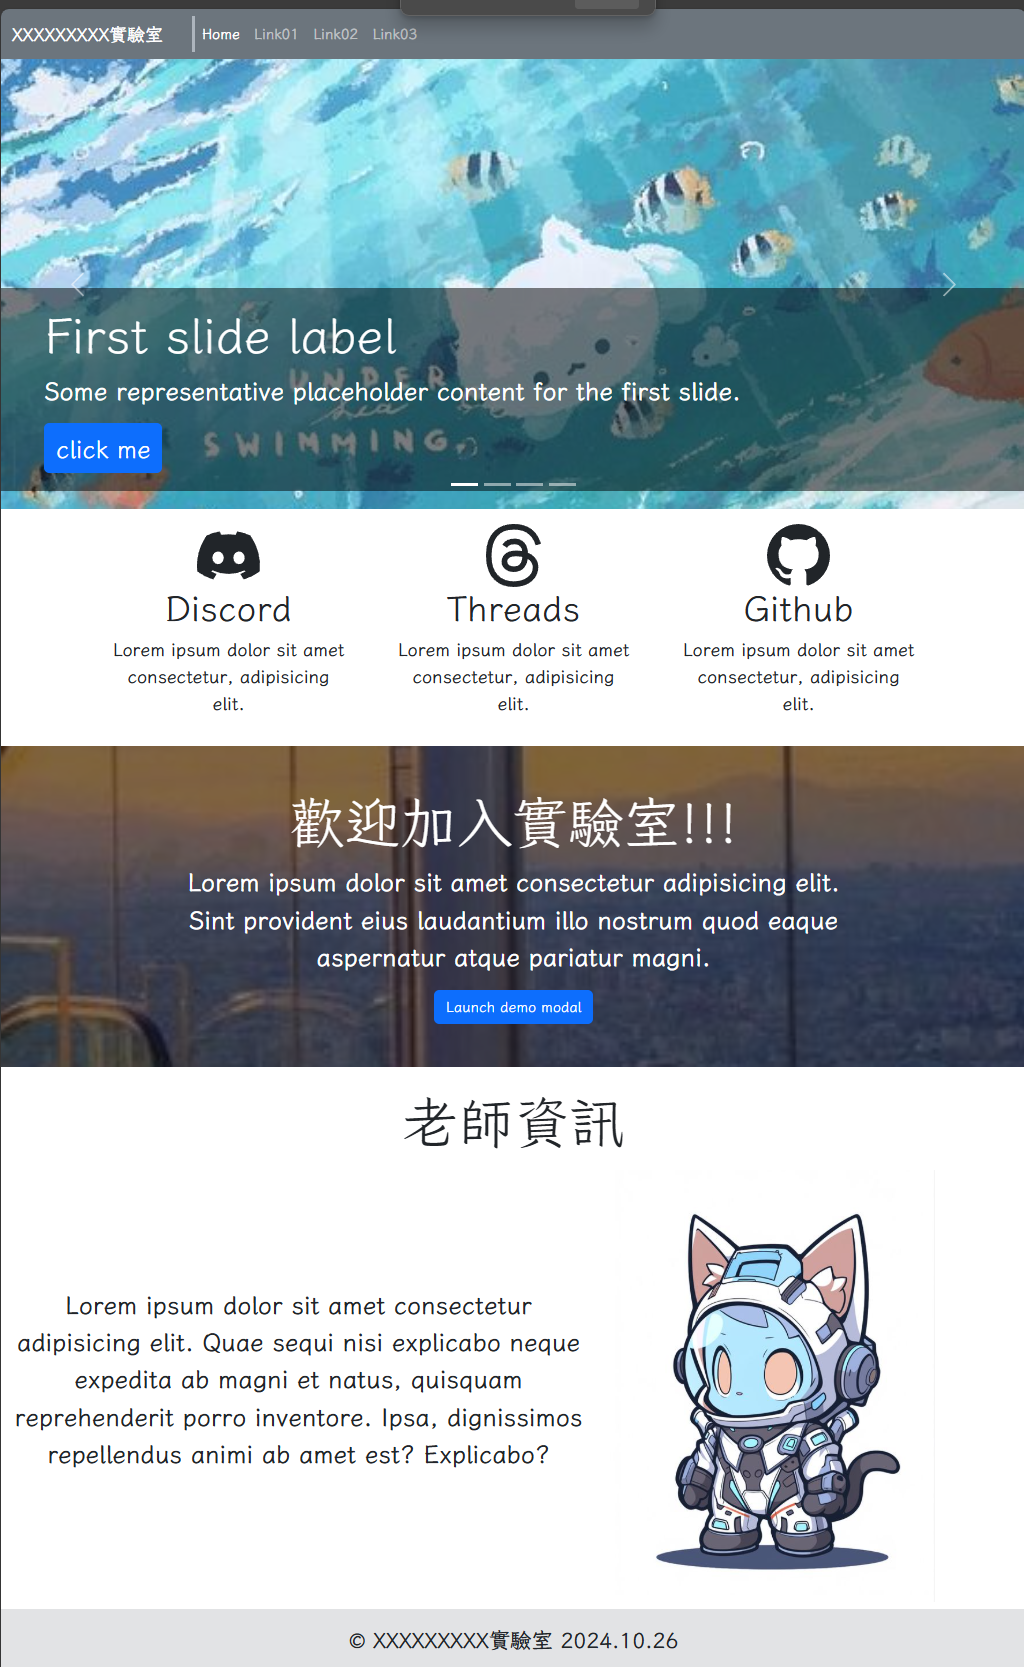 XXXXXXXXX實驗室 Home Link01 Link02 Link03
First slide label
UNDER
Some representative placeholder content for the first slide.
sea
click me
SWIMMING
Discord Threads Github
Lorem ipsum dolor sit amet
consectetur, adipisicing
elit.
Lorem ipsum dolor sit amet
consectetur, adipisicing
elit.
Lorem ipsum dolor sit amet
consectetur, adipisicing
elit.
歡迎加入實驗室!!!
Lorem ipsum dolor sit amet consectetur adipisicing elit.
Sint provident eius laudantium illo nostrum quod eaque
aspernatur atque pariatur magni.
Launch demo modal
老師資訊
Lorem ipsum dolor sit amet consectetur
adipisicing elit. Quae sequi nisi explicabo neque
expedita ab magni et natus, quisquam
reprehenderit porro inventore. Ipsa, dignissimos
repellendus animi ab amet est? Explicabo?
© XXXXXXXXX實驗室 2024.10.26